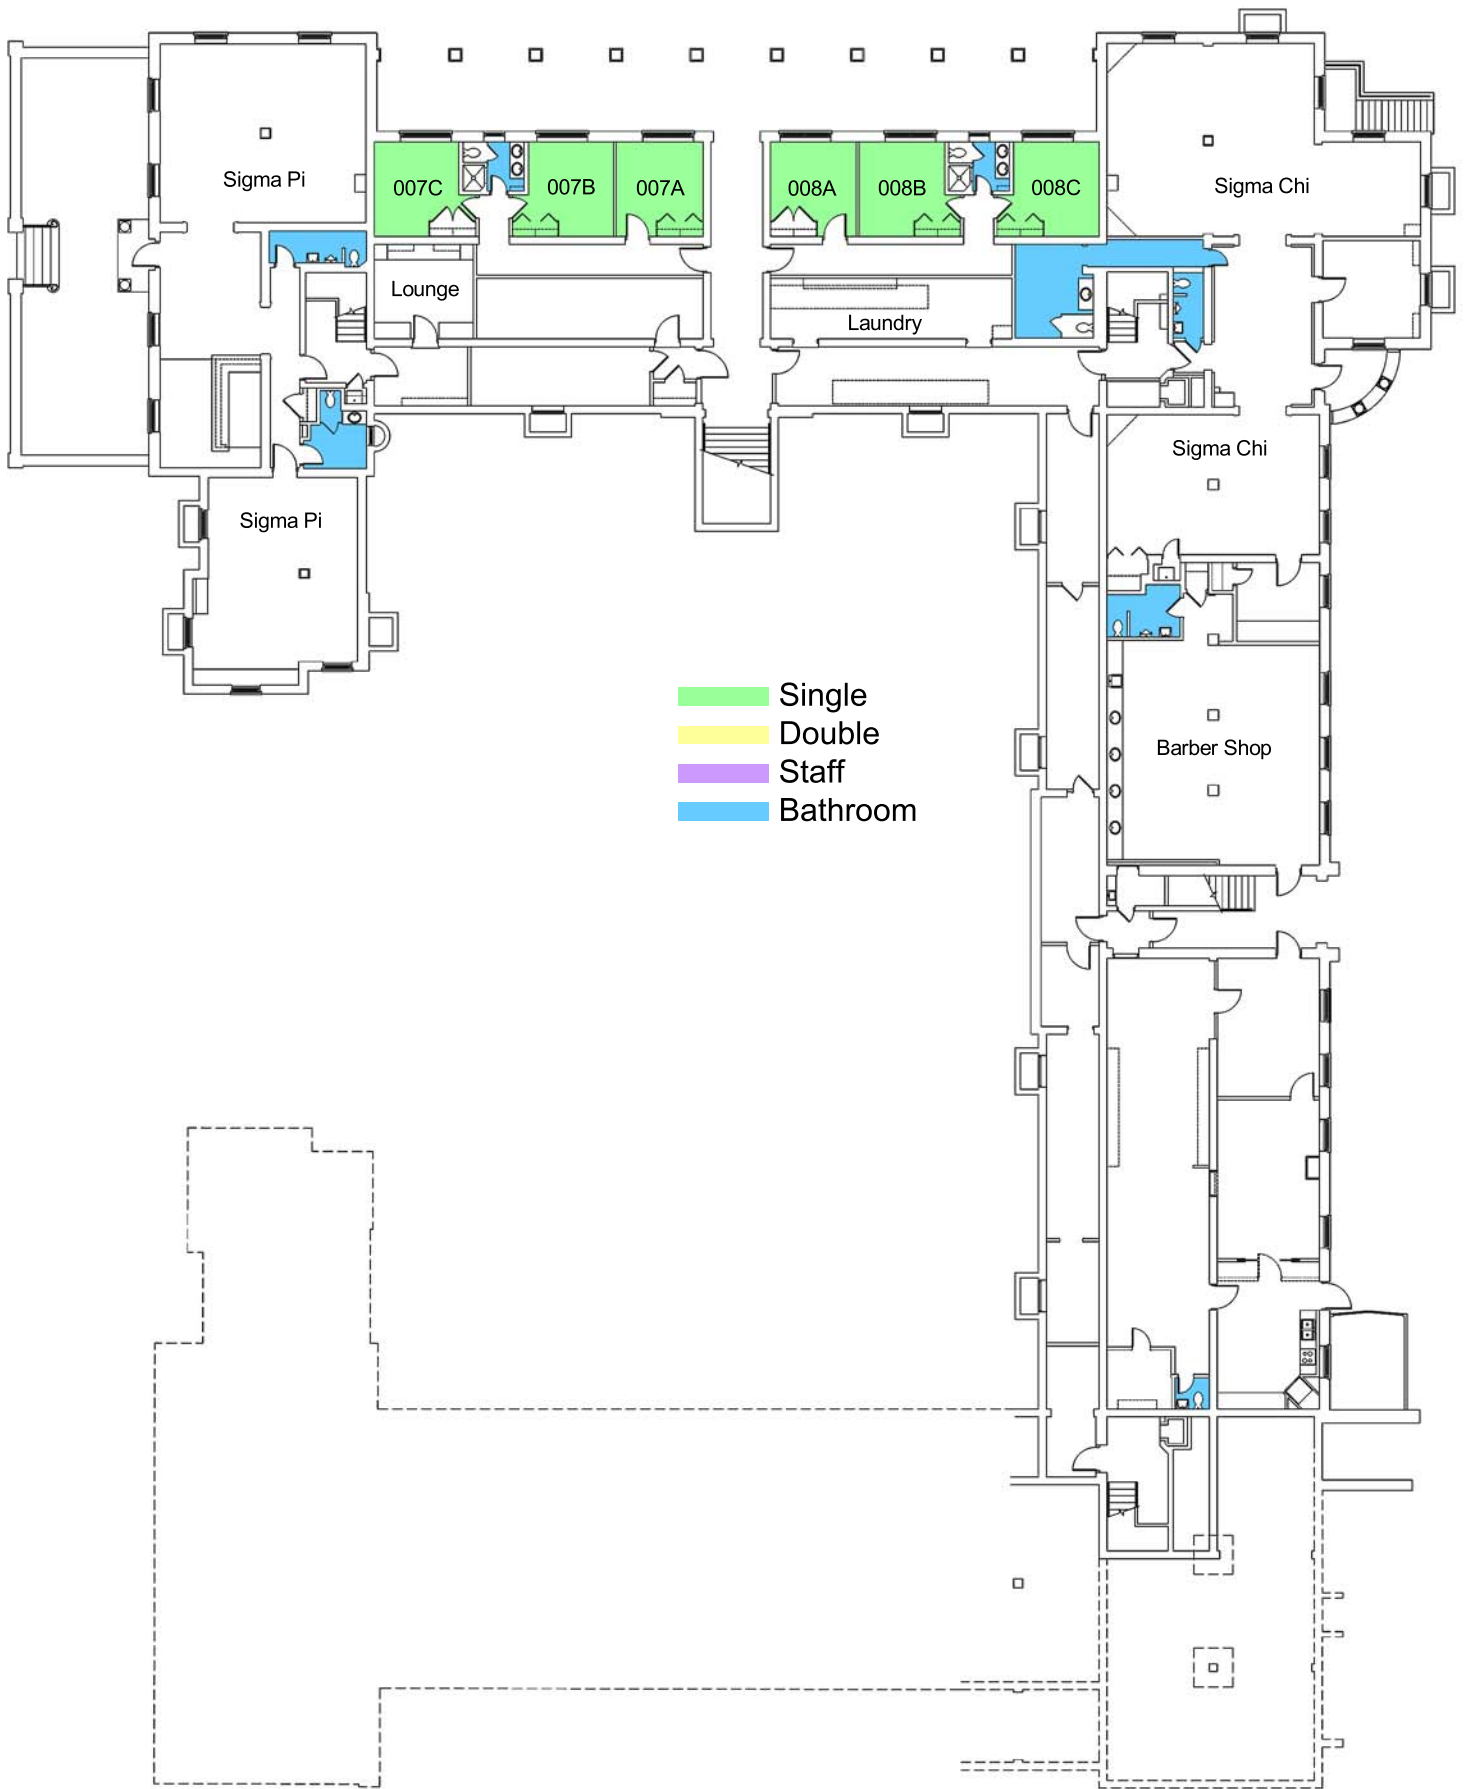 Sigma Pi
007C
007B
007A
008A
008B
008C
Sigma Chi
Lounge
Laundry
Sigma Chi
Sigma Pi
Single
Double
Staff
Bathroom
Barber Shop